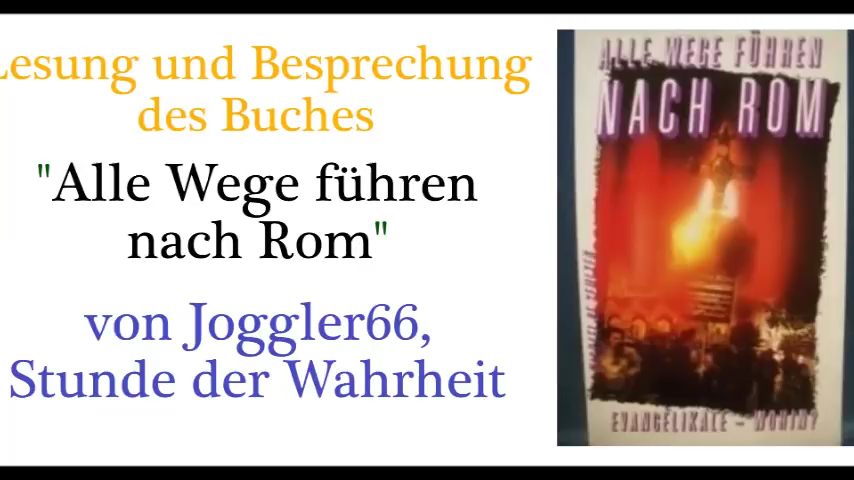 Lesung und Besprechung
des Buches
"Alle Wege führen
nach Rom"
von Joggler66,
Stunde der Wahrheit
ALLE WEGE FÜHREN
NACH ROM
EVANGELIKALE – WOHIN?